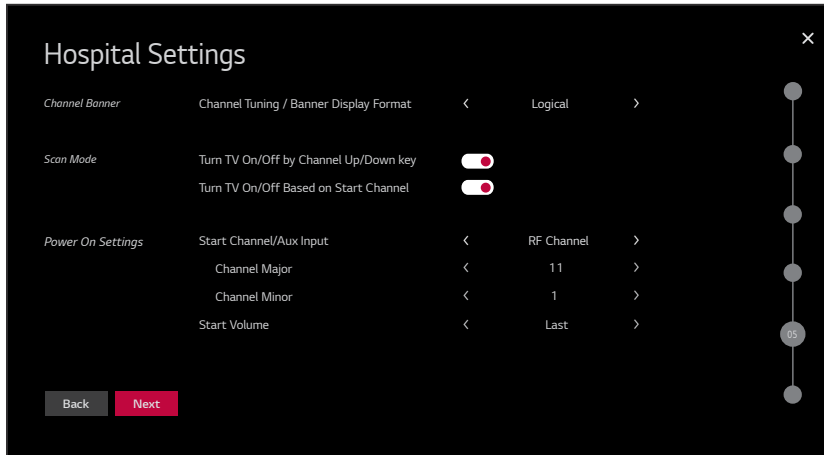 Hospital Settings
Channel Banner Channel Tuning / Banner Display Format < Logical >
Scan Mode Turn TV On/Off by Channel Up/Down key
Turn TV On/Off Based on Start Channel
Power On Settings Start Channel/Aux Input < RF Channel >
Channel Major < 11 >
Channel Minor < 1 >
Start Volume < Last >
05
Back Next